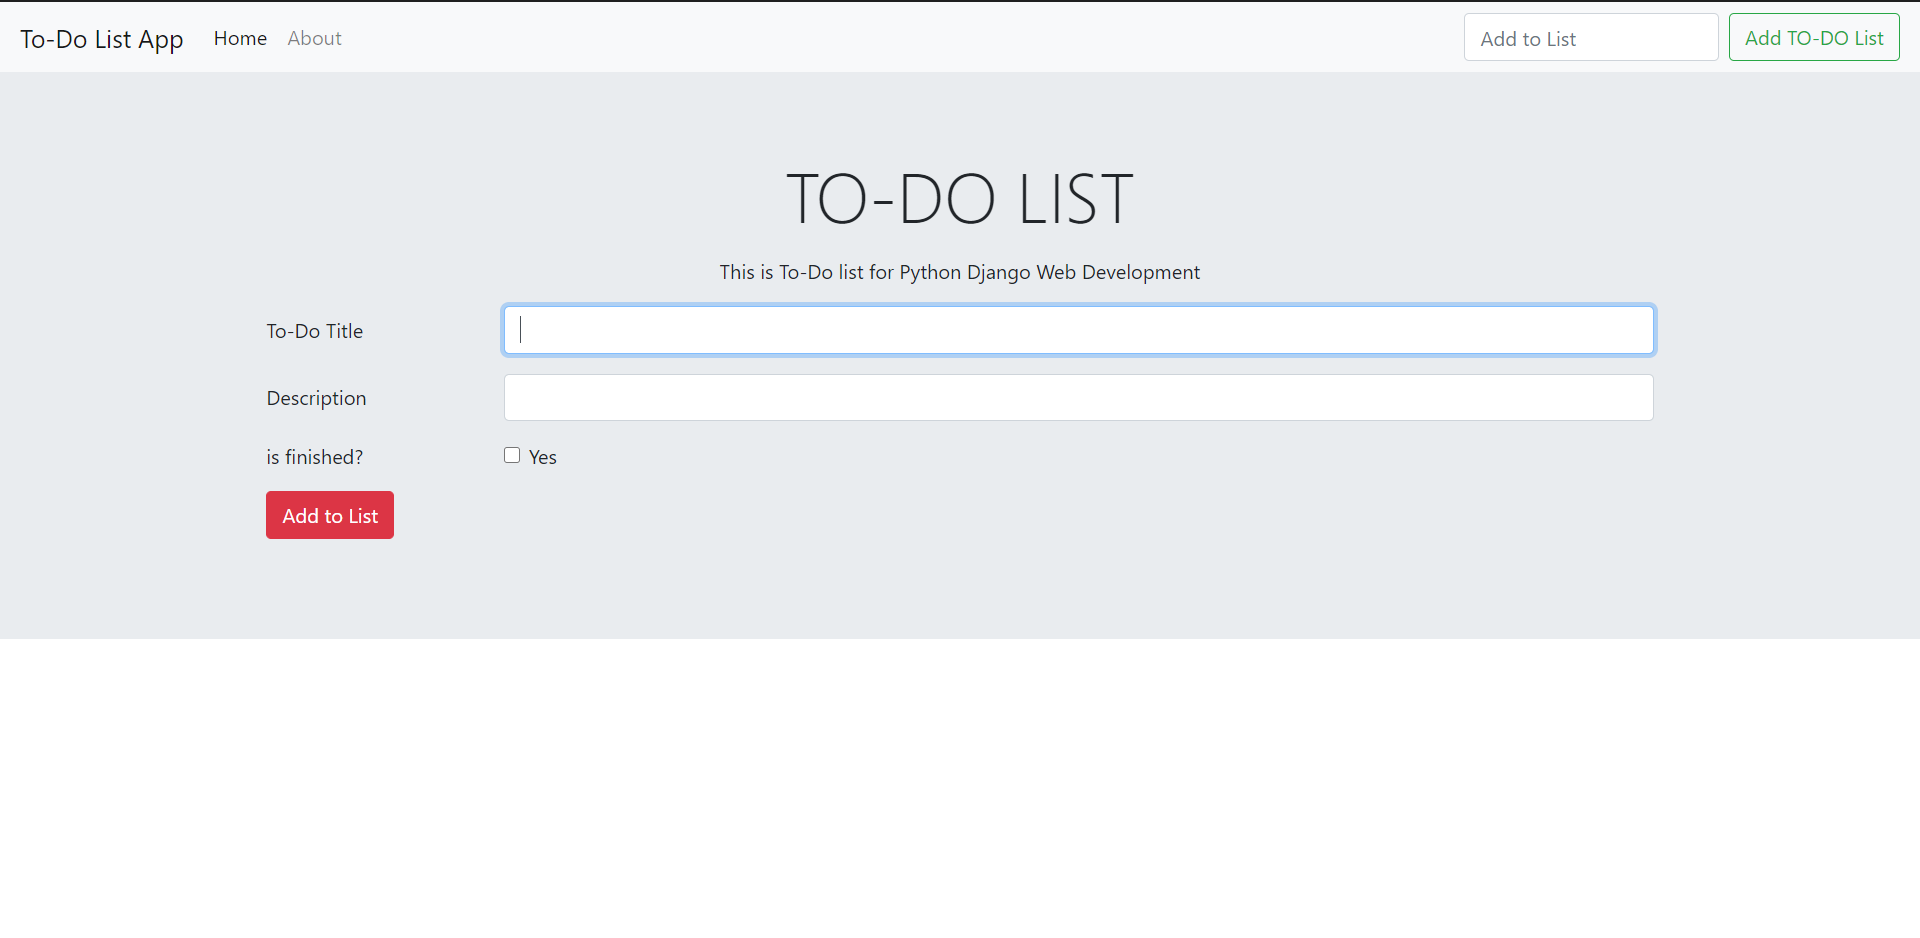 To-Do List App Home About Add to List Add TO-DO List
TO-DO LIST
This is To-Do list for Python Django Web Development
To-Do Title
Description
is finished? Yes
Add to List